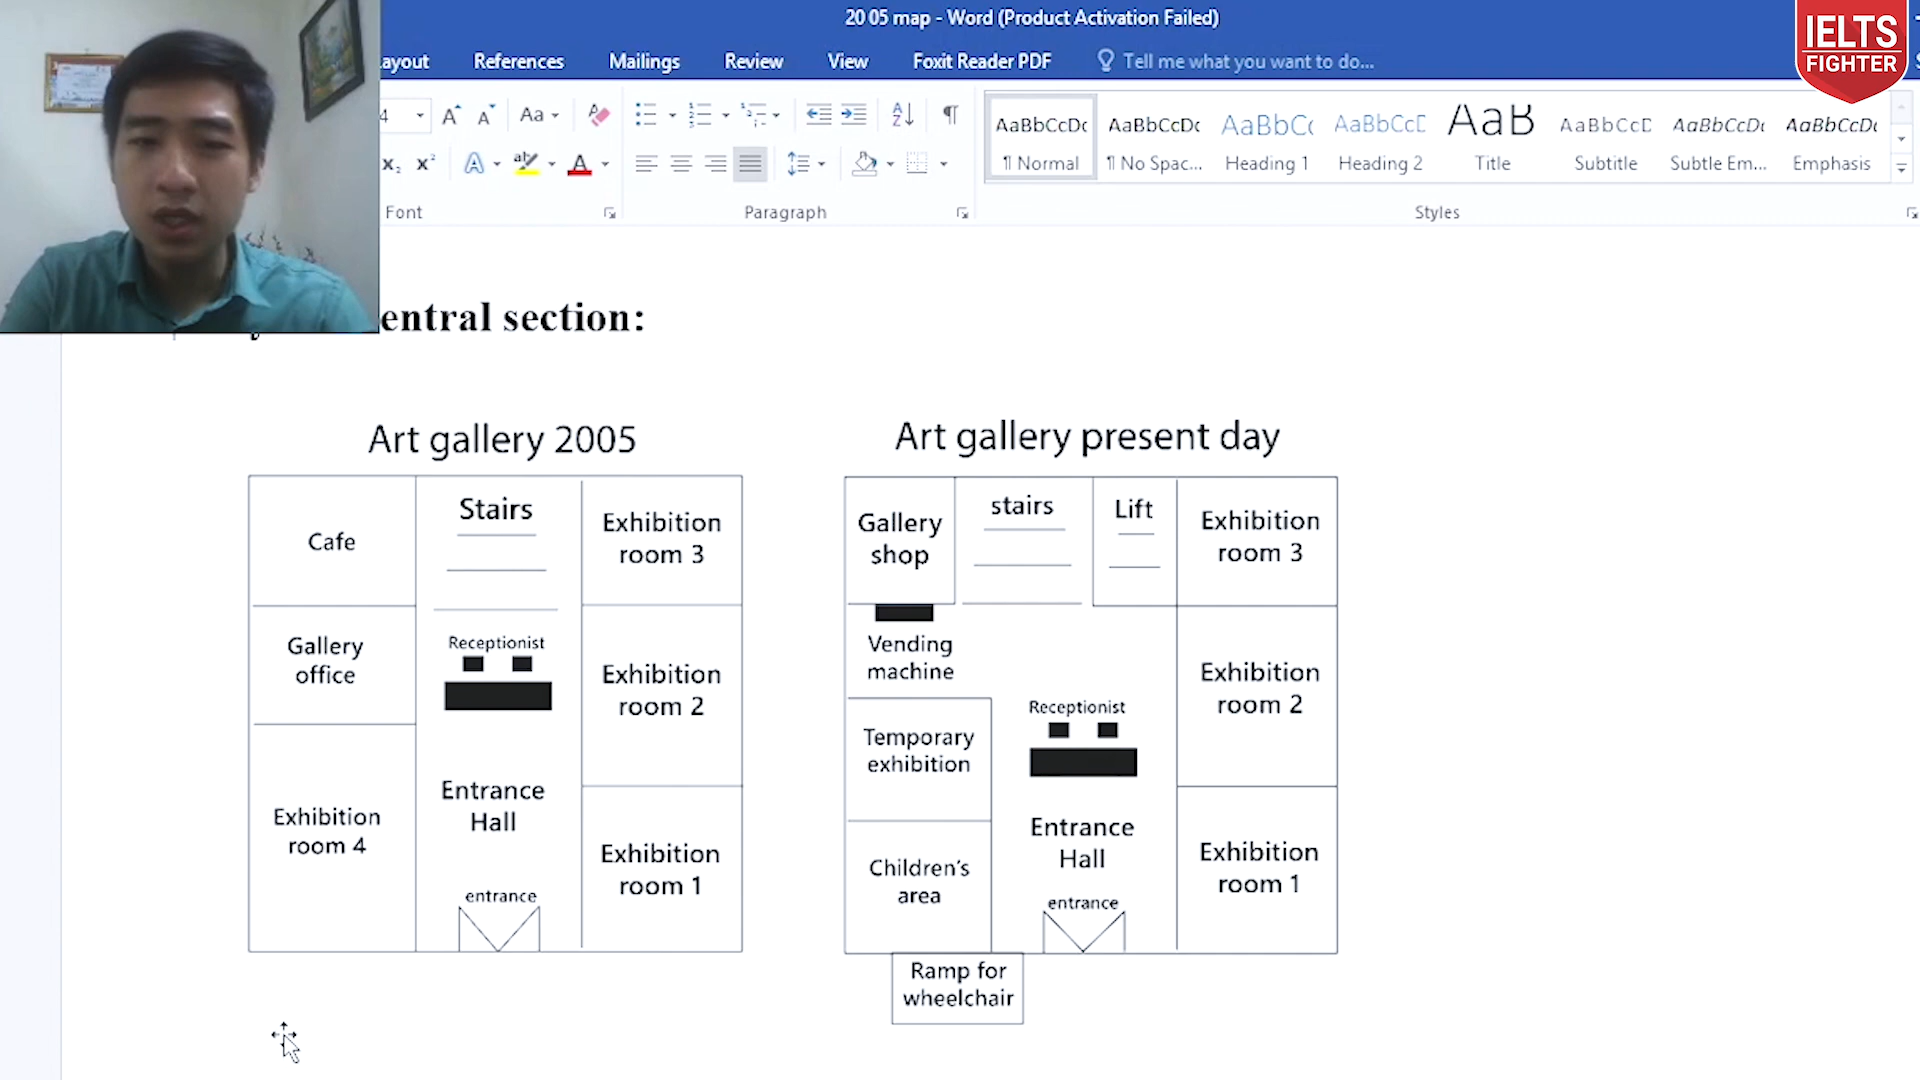 20 05 map - Word (Product Activation Failed)
IELTS
FIGHTER
ayout References Mailings Review View Foxit Reader PDF Tell me what you want to do...
4 A A Aa
x₂ x² A ab A
AaBbCcDc AaBbCcDc AaBbCc AaBbCcD AaB AaBbCcD AaBbCcDc AaBbCcDc
¶ Normal ¶ No Spac... Heading 1 Heading 2 Title Subtitle Subtle Em... Emphasis
Font Paragraph Styles
entral section:
Art gallery 2005
Cafe
Stairs
Exhibition
room 3
Gallery
office
Receptionist
Exhibition
room 2
Exhibition
room 4
Entrance
Hall
entrance
Exhibition
room 1
Art gallery present day
Gallery
shop
stairs
Lift
Exhibition
room 3
Vending
machine
Receptionist
Exhibition
room 2
Temporary
exhibition
Entrance
Hall
Children's
area
entrance
Exhibition
room 1
Ramp for
wheelchair